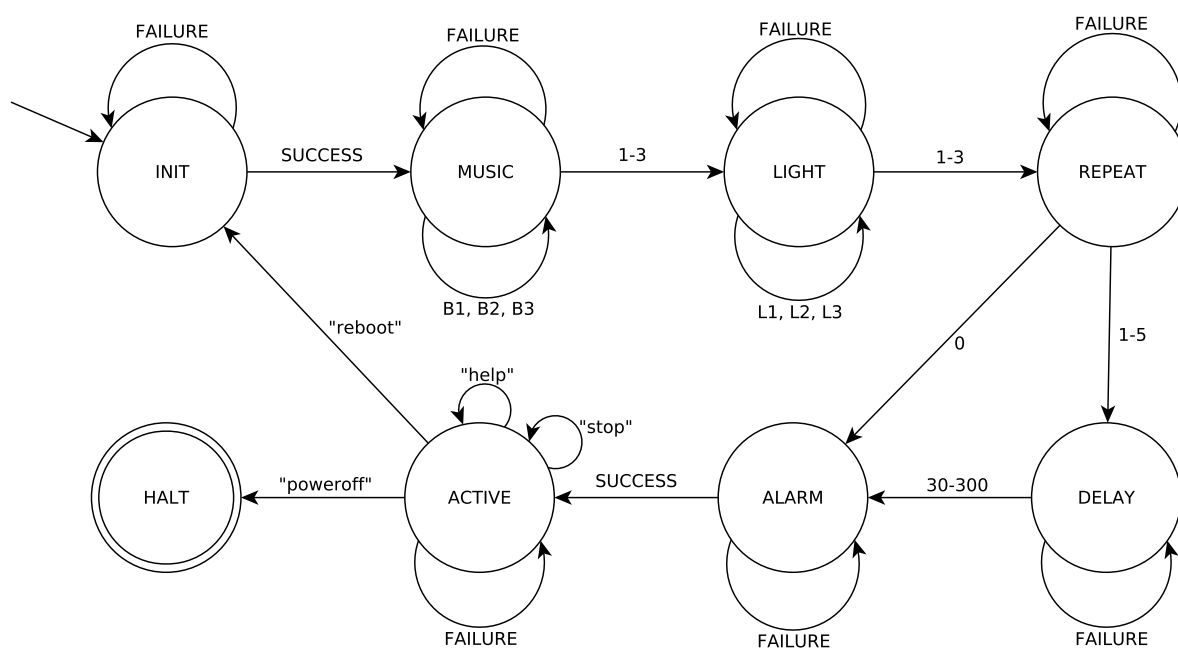 FAILURE
FAILURE
FAILURE
FAILURE
INIT
SUCCESS
MUSIC
1-3
LIGHT
1-3
REPEAT
B1, B2, B3
L1, L2, L3
"reboot"
0
1-5
"help"
"stop"
HALT
"poweroff"
ACTIVE
SUCCESS
ALARM
30-300
DELAY
FAILURE
FAILURE
FAILURE